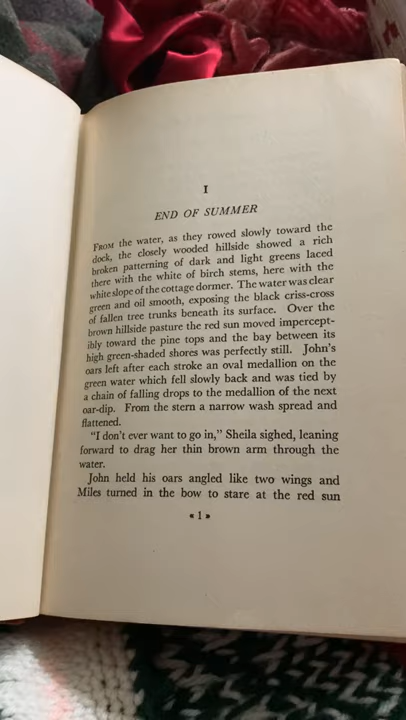 I
END OF SUMMER
FROM the water, as they rowed slowly toward the
dock, the closely wooded hillside showed a rich
broken patterning of dark and light greens laced
there with the white of birch stems, here with the
white slope of the cottage dormer. The water was clear
green and oil smooth, exposing the black criss-cross
of fallen tree trunks beneath its surface. Over the
brown hillside pasture the red sun moved impercept-
ibly toward the pine tops and the bay between its
high green-shaded shores was perfectly still. John's
oars left after each stroke an oval medallion on the
green water which fell slowly back and was tied by
a chain of falling drops to the medallion of the next
oar-dip. From the stern a narrow wash spread and
flattened.
"I don't ever want to go in," Sheila sighed, leaning
forward to drag her thin brown arm through the
water.
John held his oars angled like two wings and
Miles turned in the bow to stare at the red sun
« 1 »